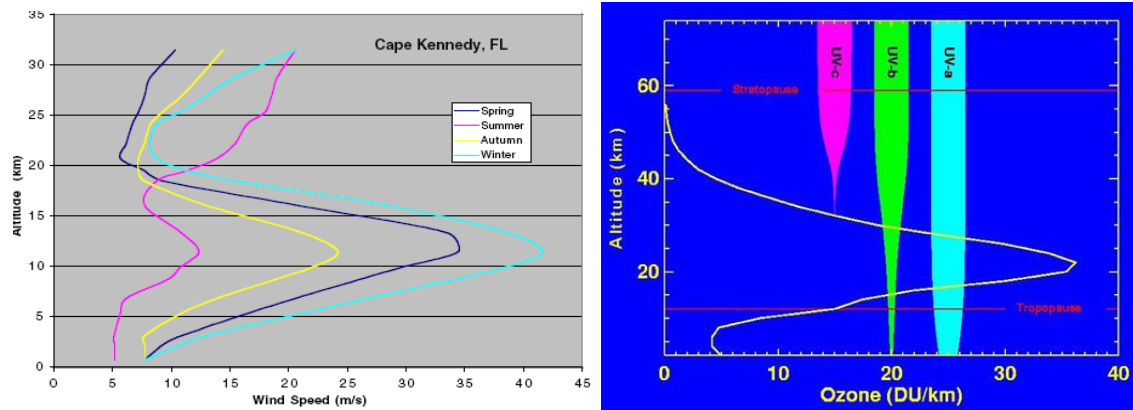 35
30
25
20
15
10
5
0
Altitude (km)
Cape Kennedy, FL
Spring
Summer
Autumn
Winter
0 5 10 15 20 25 30 35 40 45
Wind Speed (m/s)
UV-c
UV-b
UV-a
Stratopause
60
40
20
Altitude (km)
Tropopause
0 10 20 30 40
Ozone (DU/km)